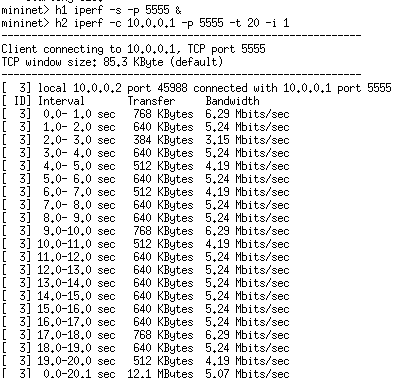 mininet> h1 iperf -s -p 5555 &
mininet> h2 iperf -c 10.0.0.1 -p 5555 -t 20 -i 1
------------------------------------------------------------
Client connecting to 10.0.0.1, TCP port 5555
TCP window size: 85.3 KByte (default)
------------------------------------------------------------
[  3] local 10.0.0.2 port 45988 connected with 10.0.0.1 port 5555
[ ID] Interval       Transfer     Bandwidth
[  3]  0.0- 1.0 sec   768 KBytes  6.29 Mbits/sec
[  3]  1.0- 2.0 sec   640 KBytes  5.24 Mbits/sec
[  3]  2.0- 3.0 sec   384 KBytes  3.15 Mbits/sec
[  3]  3.0- 4.0 sec   640 KBytes  5.24 Mbits/sec
[  3]  4.0- 5.0 sec   512 KBytes  4.19 Mbits/sec
[  3]  5.0- 6.0 sec   640 KBytes  5.24 Mbits/sec
[  3]  6.0- 7.0 sec   512 KBytes  4.19 Mbits/sec
[  3]  7.0- 8.0 sec   640 KBytes  5.24 Mbits/sec
[  3]  8.0- 9.0 sec   640 KBytes  5.24 Mbits/sec
[  3]  9.0-10.0 sec   768 KBytes  6.29 Mbits/sec
[  3] 10.0-11.0 sec   512 KBytes  4.19 Mbits/sec
[  3] 11.0-12.0 sec   640 KBytes  5.24 Mbits/sec
[  3] 12.0-13.0 sec   640 KBytes  5.24 Mbits/sec
[  3] 13.0-14.0 sec   640 KBytes  5.24 Mbits/sec
[  3] 14.0-15.0 sec   640 KBytes  5.24 Mbits/sec
[  3] 15.0-16.0 sec   640 KBytes  5.24 Mbits/sec
[  3] 16.0-17.0 sec   640 KBytes  5.24 Mbits/sec
[  3] 17.0-18.0 sec   768 KBytes  6.29 Mbits/sec
[  3] 18.0-19.0 sec   640 KBytes  5.24 Mbits/sec
[  3] 19.0-20.0 sec   512 KBytes  4.19 Mbits/sec
[  3]  0.0-20.1 sec  12.1 MBytes  5.07 Mbits/sec